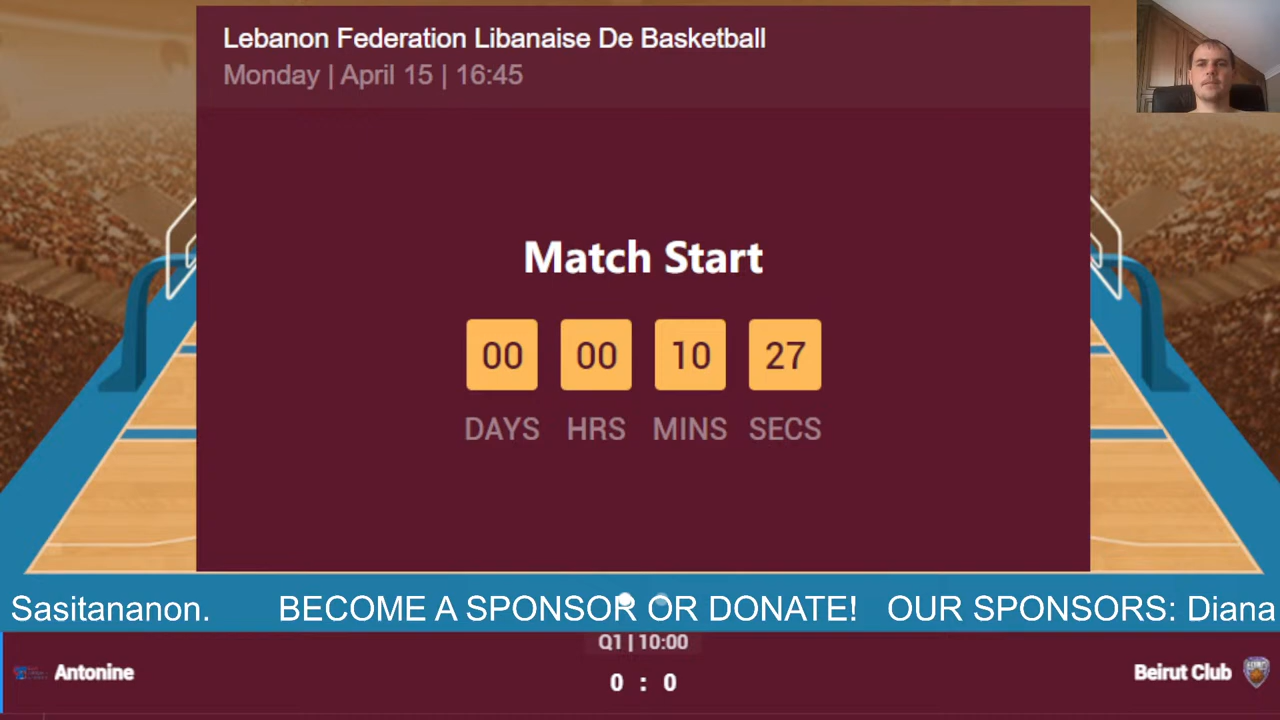 Lebanon Federation Libanaise De Basketball
Monday | April 15 | 16:45
Match Start
00 00 10 27
DAYS HRS MINS SECS
Sasitananon. BECOME A SPONSOR OR DONATE! OUR SPONSORS: Diana
Q1 | 10:00
Antonine 0 : 0 Beirut Club